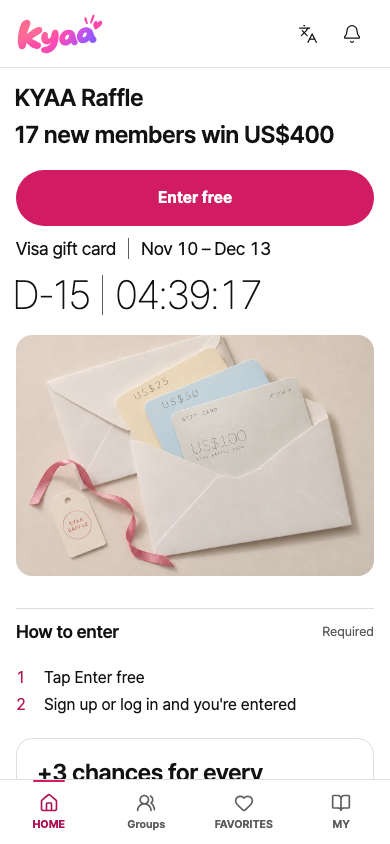 kyaa
KYAA Raffle
17 new members win US$400
Enter free
Visa gift card | Nov 10 – Dec 13
D-15 | 04:39:17
US$25
US$50
GIFT CARD
US$100
KYAA
RAFFLE
How to enter
Required
1 Tap Enter free
2 Sign up or log in and you're entered
+3 chances for every
HOME
Groups
FAVORITES
MY